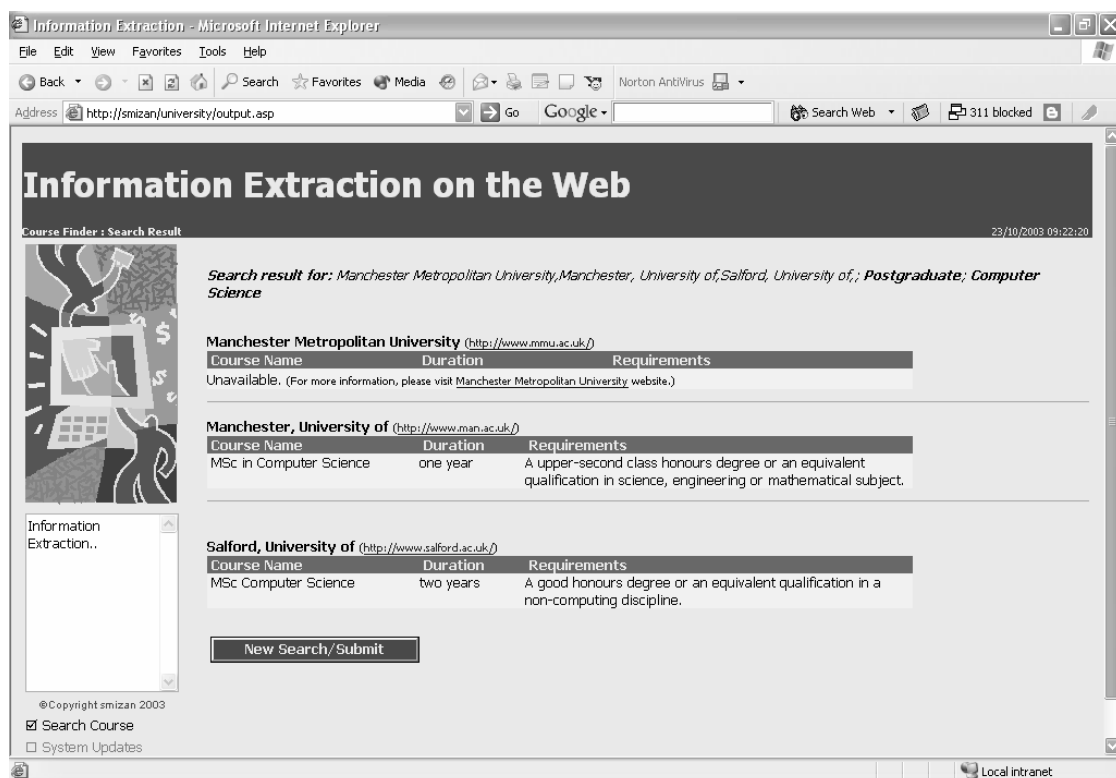 Information Extraction - Microsoft Internet Explorer
File Edit View Favorites Tools Help
Back Search Favorites Media Norton AntiVirus
Address http://smizan/university/output.asp Go Google Search Web 311 blocked
Information Extraction on the Web
Course Finder : Search Result 23/10/2003 09:22:20
Search result for: Manchester Metropolitan University,Manchester, University of,Salford, University of,; Postgraduate; Computer
Science
Manchester Metropolitan University (http://www.mmu.ac.uk/)
Course Name Duration Requirements
Unavailable. (For more information, please visit Manchester Metropolitan University website.)
Manchester, University of (http://www.man.ac.uk/)
Course Name Duration Requirements
MSc in Computer Science one year A upper-second class honours degree or an equivalent
qualification in science, engineering or mathematical subject.
Salford, University of (http://www.salford.ac.uk/)
Course Name Duration Requirements
MSc Computer Science two years A good honours degree or an equivalent qualification in a
non-computing discipline.
New Search/Submit
Information
Extraction..
©Copyright smizan 2003
Search Course
System Updates
Local intranet